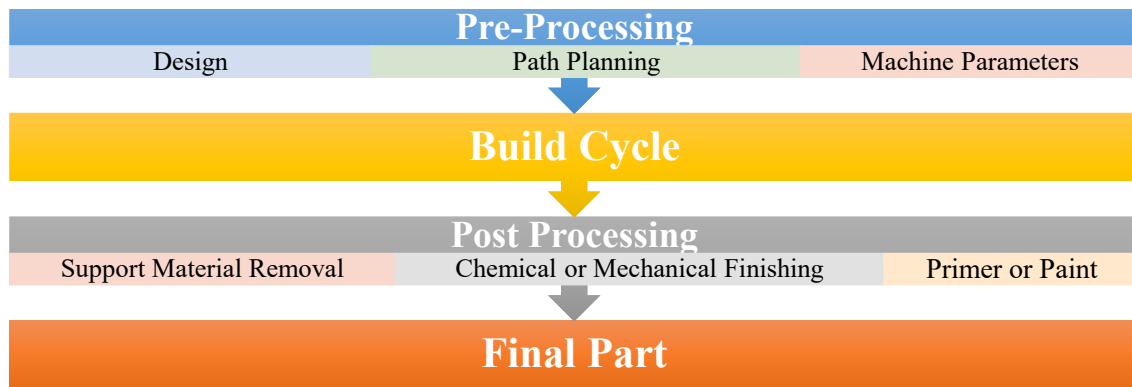 Pre-Processing
Design Path Planning Machine Parameters
Build Cycle
Post Processing
Support Material Removal Chemical or Mechanical Finishing Primer or Paint
Final Part